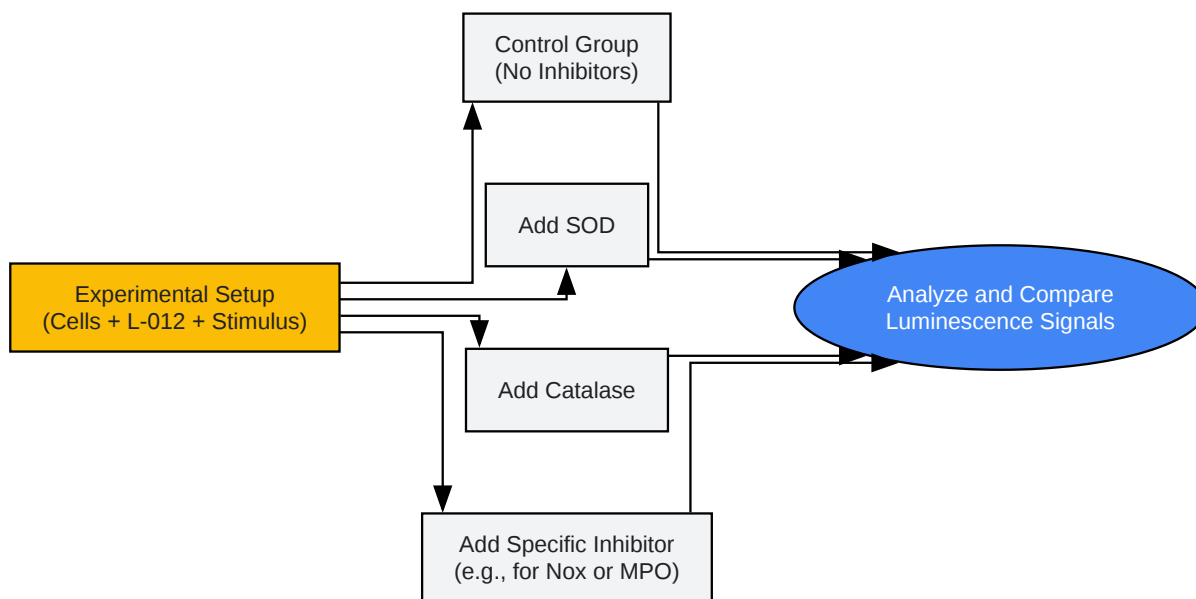 Control Group
(No Inhibitors)
Add SOD
Experimental Setup
(Cells + L-012 + Stimulus)
Analyze and Compare
Luminescence Signals
Add Catalase
Add Specific Inhibitor
(e.g., for Nox or MPO)